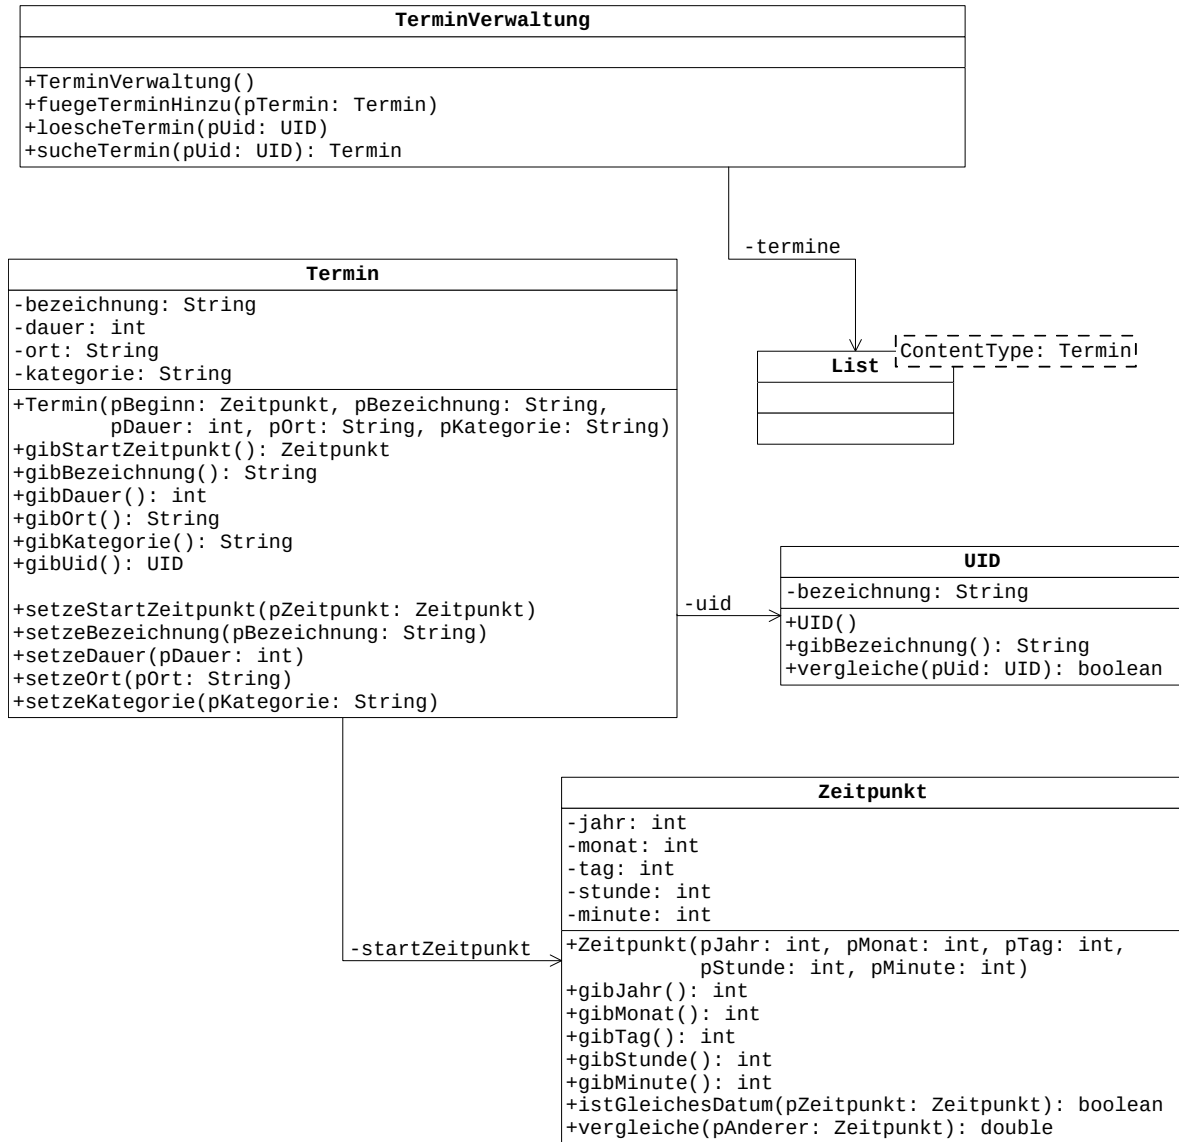 TerminVerwaltung
+TerminVerwaltung()
+fuegeTerminHinzu(pTermin: Termin)
+loescheTermin(pUid: UID)
+sucheTermin(pUid: UID): Termin
-termine
Termin
-bezeichnung: String
-dauer: int
-ort: String
-kategorie: String
+Termin(pBeginn: Zeitpunkt, pBezeichnung: String,
pDauer: int, pOrt: String, pKategorie: String)
+gibStartZeitpunkt(): Zeitpunkt
+gibBezeichnung(): String
+gibDauer(): int
+gibOrt(): String
+gibKategorie(): String
+gibUid(): UID
+setzeStartZeitpunkt(pZeitpunkt: Zeitpunkt)
+setzeBezeichnung(pBezeichnung: String)
+setzeDauer(pDauer: int)
+setzeOrt(pOrt: String)
+setzeKategorie(pKategorie: String)
ContentType: Termin
List
-uid
UID
-bezeichnung: String
+UID()
+gibBezeichnung(): String
+vergleiche(pUid: UID): boolean
-startZeitpunkt
Zeitpunkt
-jahr: int
-monat: int
-tag: int
-stunde: int
-minute: int
+Zeitpunkt(pJahr: int, pMonat: int, pTag: int,
pStunde: int, pMinute: int)
+gibJahr(): int
+gibMonat(): int
+gibTag(): int
+gibStunde(): int
+gibMinute(): int
+istGleichesDatum(pZeitpunkt: Zeitpunkt): boolean
+vergleiche(pAnderer: Zeitpunkt): double